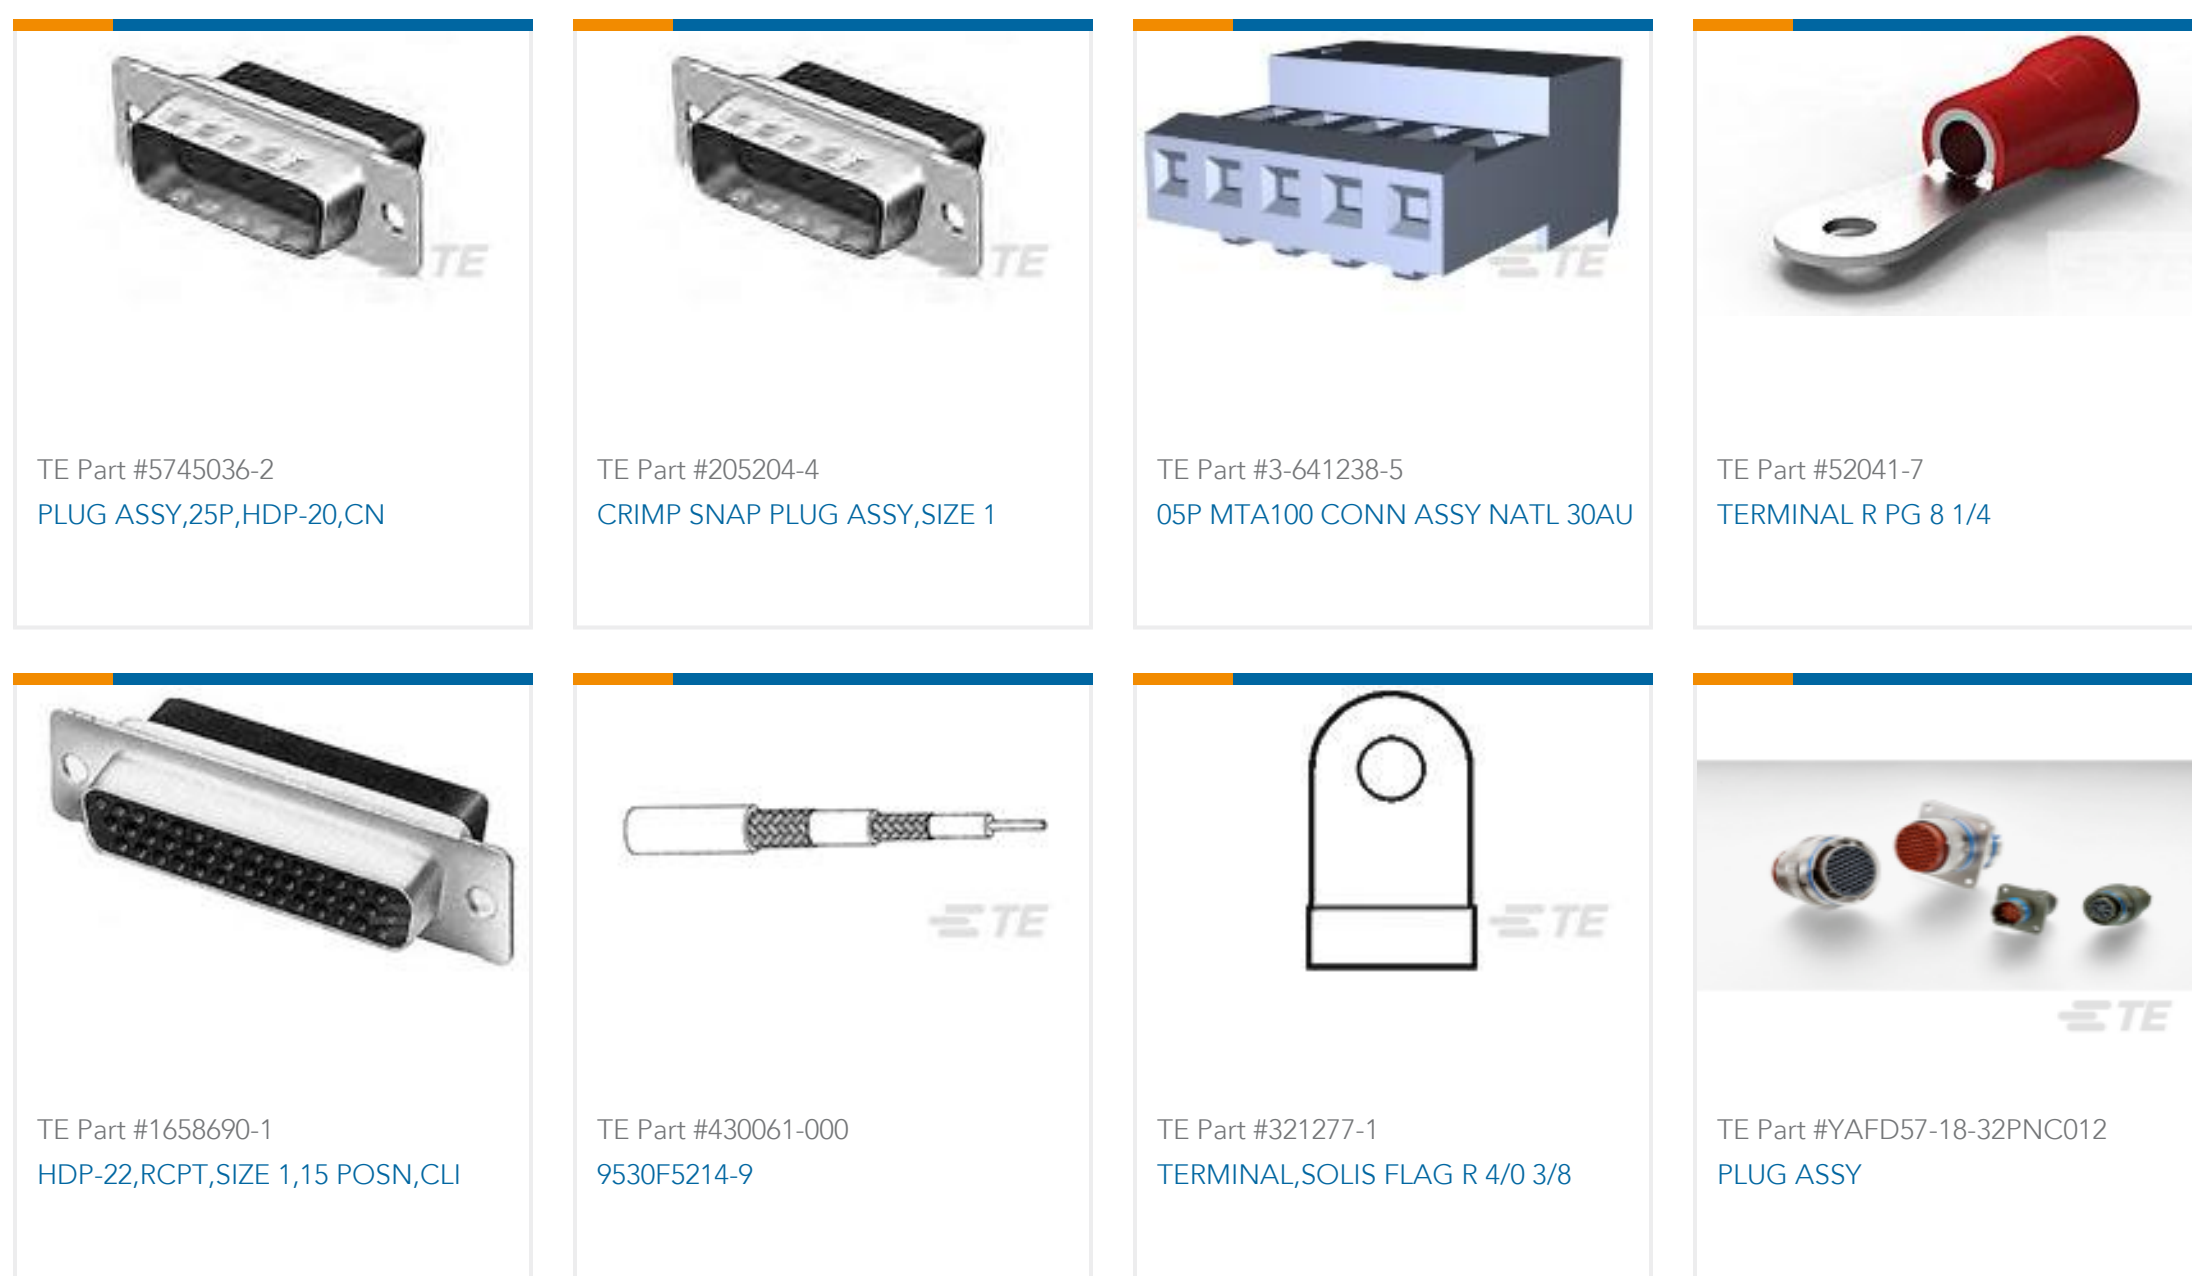 TE
TE
TE
TE
TE Part #5745036-2
PLUG ASSY,25P,HDP-20,CN
TE Part #205204-4
CRIMP SNAP PLUG ASSY,SIZE 1
TE Part #3-641238-5
05P MTA100 CONN ASSY NATL 30AU
TE Part #52041-7
TERMINAL R PG 8 1/4
TE
TE
TE
TE Part #1658690-1
HDP-22,RCPT,SIZE 1,15 POSN,CLI
TE Part #430061-000
9530F5214-9
TE Part #321277-1
TERMINAL,SOLIS FLAG R 4/0 3/8
TE Part #YAFD57-18-32PNC012
PLUG ASSY